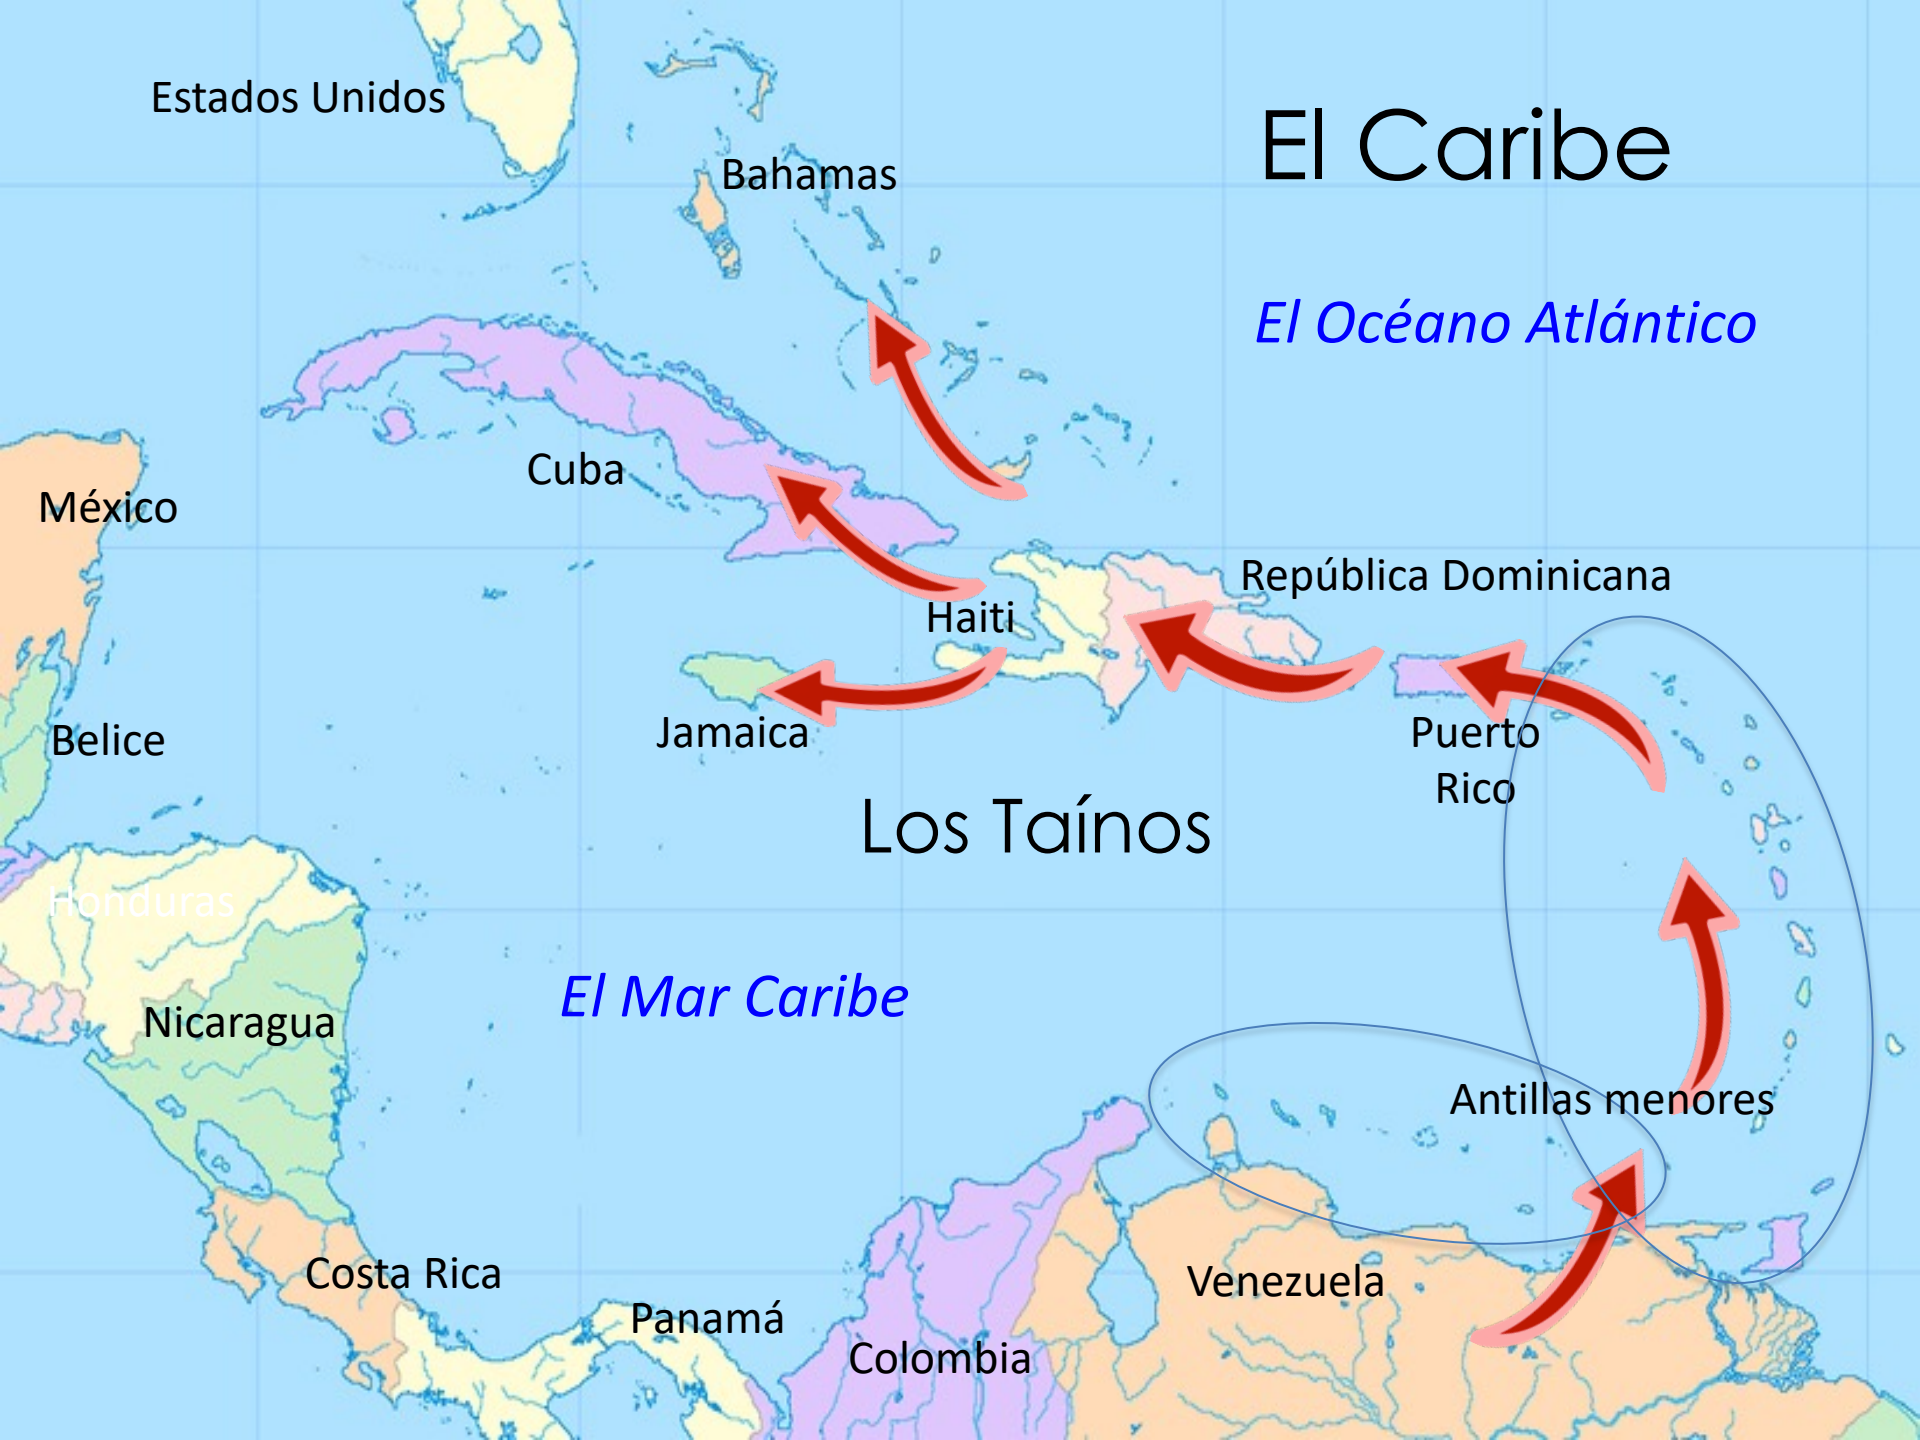 Estados Unidos
El Caribe
Bahamas
El Océano Atlántico
Cuba
México
República Dominicana
Haiti
Jamaica
Puerto
Rico
Belice
Los Taínos
Honduras
El Mar Caribe
Nicaragua
Antillas menores
Costa Rica
Venezuela
Panamá
Colombia